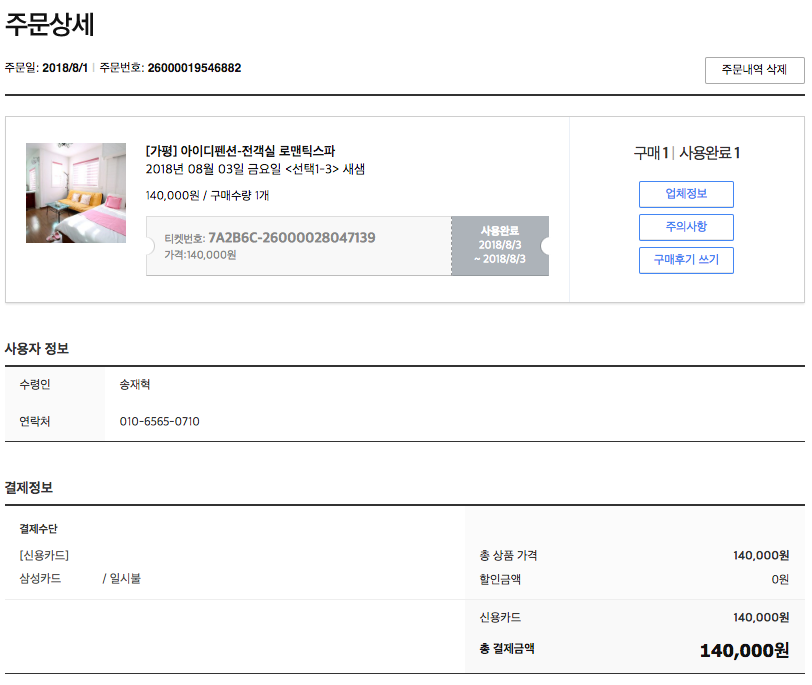 주문상세
주문일: 2018/8/1 | 주문번호: 26000019546882
주문내역 삭제
[가평] 아이디펜션-전객실 로맨틱스파
2018년 08월 03일 금요일 <선택1-3> 새샘
140,000원 / 구매수량 1개
티켓번호: 7A2B6C-26000028047139
가격:140,000원
사용완료
2018/8/3
~ 2018/8/3
구매 1 | 사용완료 1
업체정보
주의사항
구매후기 쓰기
사용자 정보
수령인 송재혁
연락처 010-6565-0710
결제정보
결제수단
[신용카드]
삼성카드 / 일시불
총 상품 가격 140,000원
할인금액 0원
신용카드 140,000원
총 결제금액 140,000원